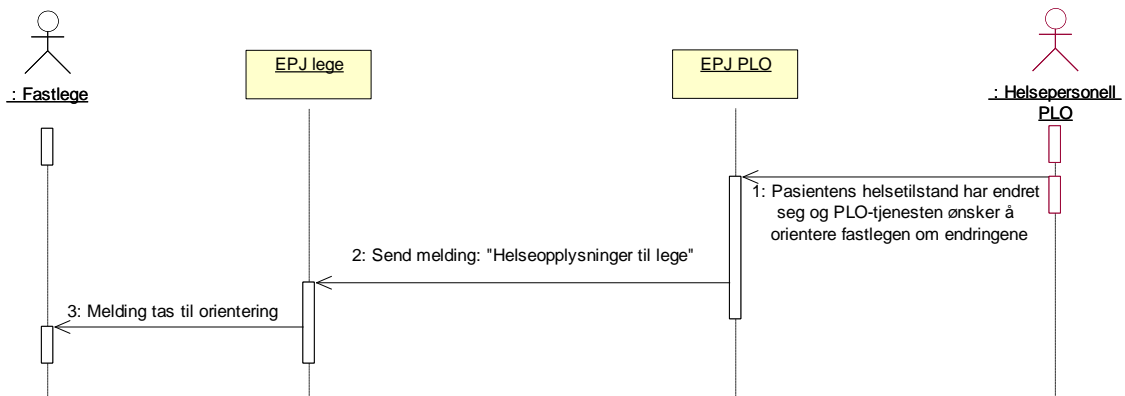 : Fastlege
EPJ lege
EPJ PLO
: Helsepersonell
PLO
1: Pasientens helsetilstand har endret
seg og PLO-tjenesten ønsker å
orientere fastlegen om endringene
2: Send melding: "Helseopplysninger til lege"
3: Melding tas til orientering